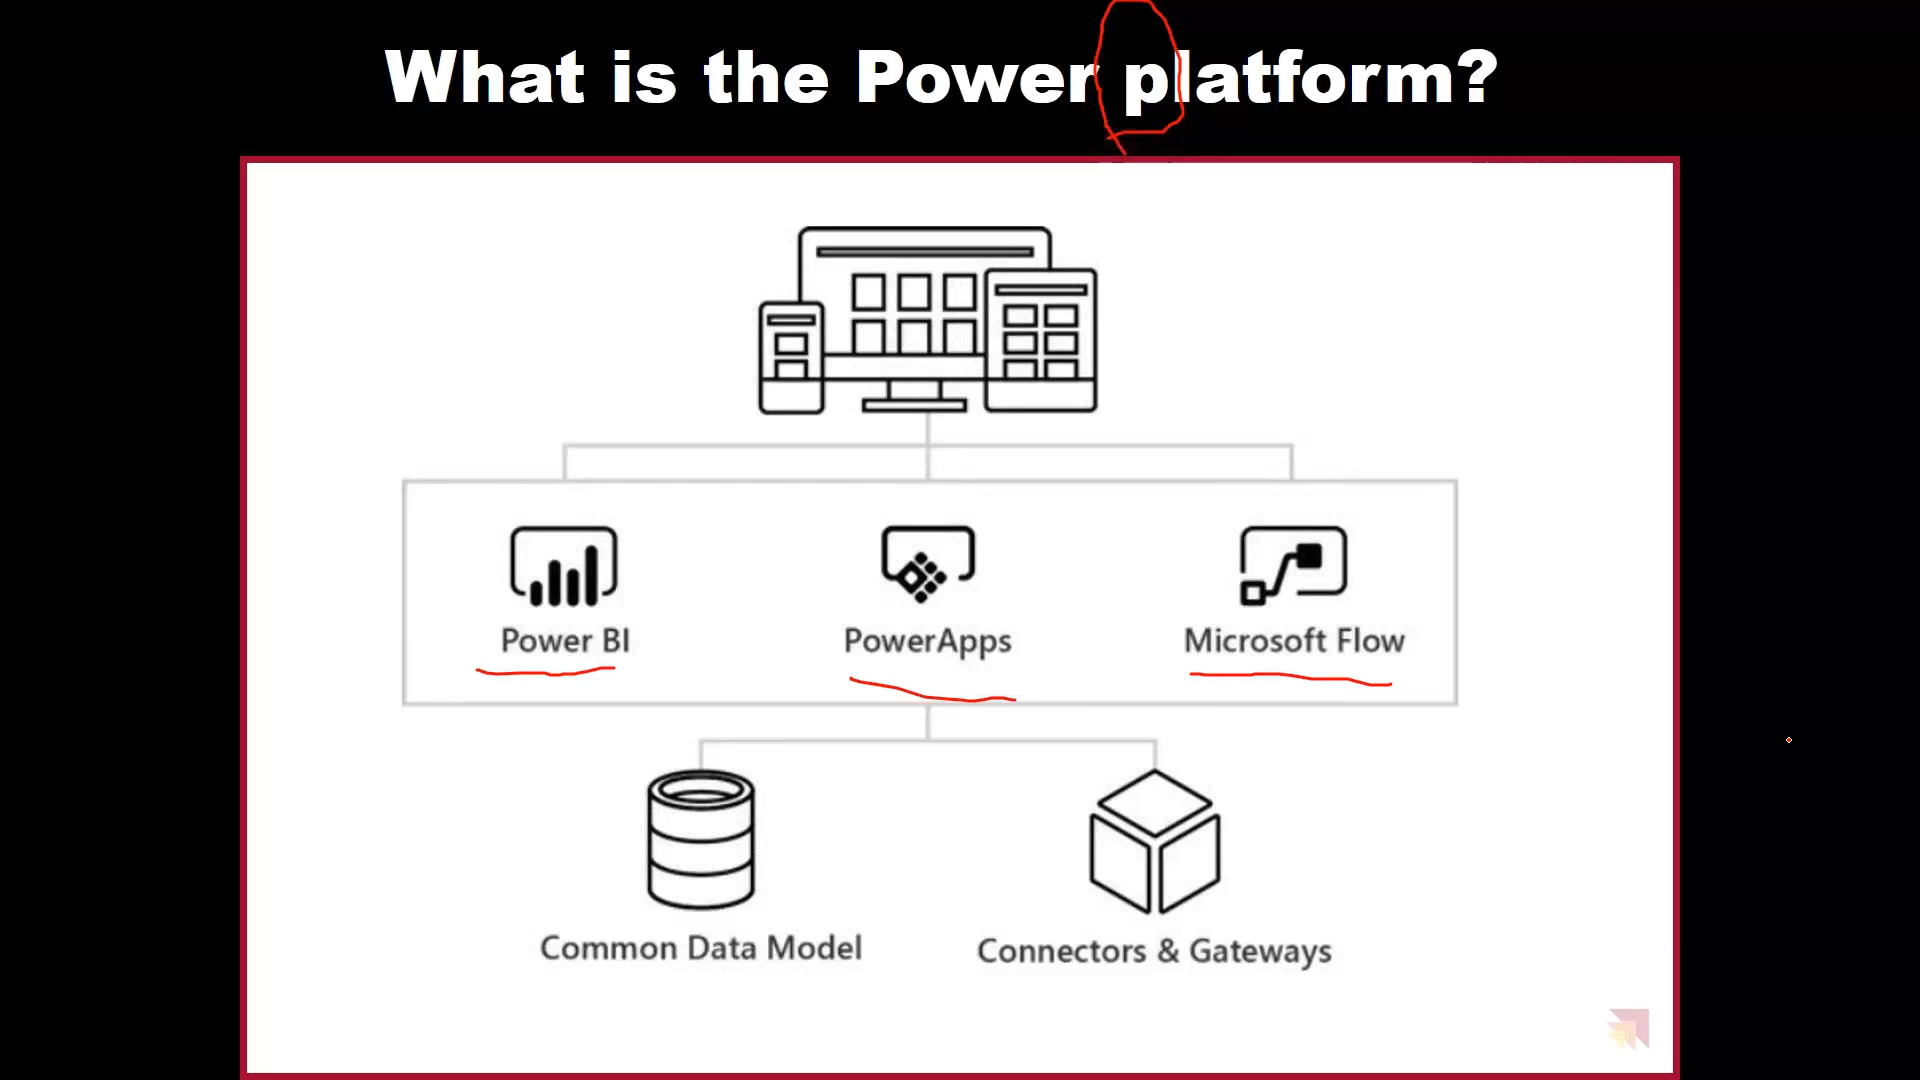 What is the Power platform?
Power BI
PowerApps
Microsoft Flow
Common Data Model
Connectors & Gateways